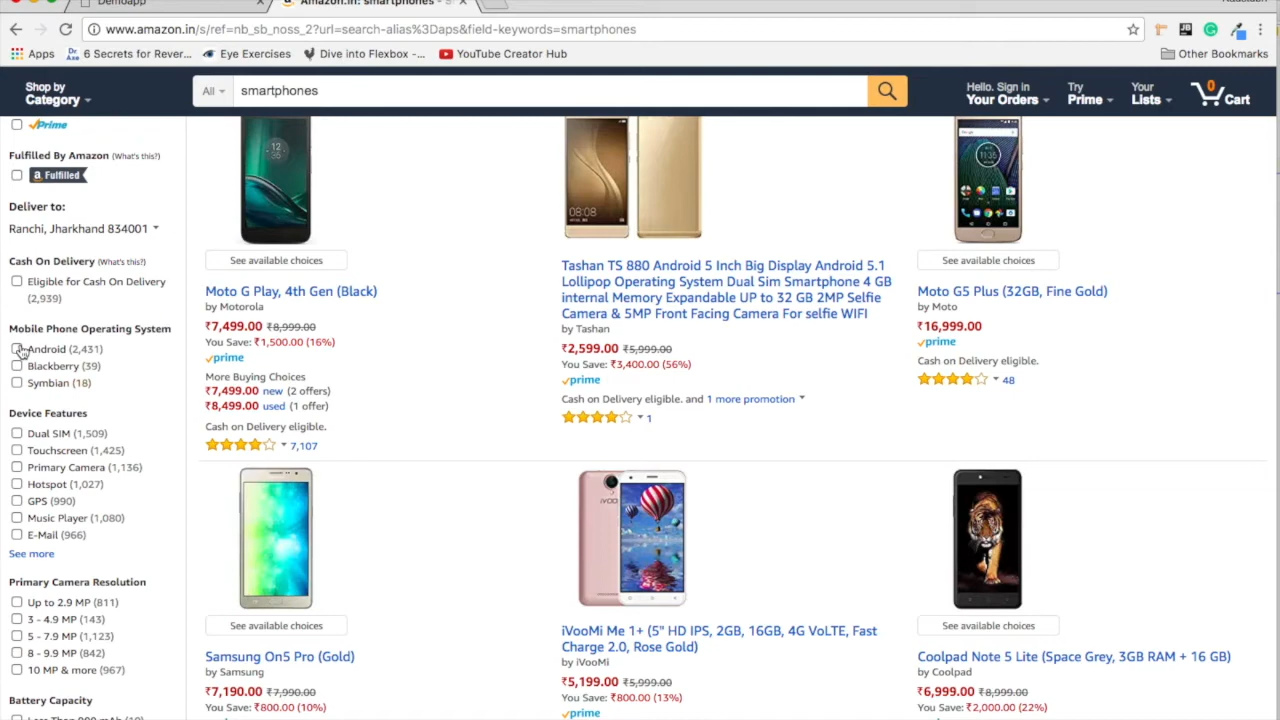 Demoapp
Amazon.in: smartphones - S
www.amazon.in/s/ref=nb_sb_noss_2?url=search-alias%3Daps&field-keywords=smartphones
Apps
6 Secrets for Rever...
Eye Exercises
Dive into Flexbox -...
YouTube Creator Hub
Other Bookmarks
Shop by
Category
All
smartphones
Hello. Sign in
Your Orders
Try
Prime
Your
Lists
0
Cart
Prime
Fulfilled By Amazon (What's this?)
a Fulfilled
Deliver to:
Ranchi, Jharkhand 834001
Cash On Delivery (What's this?)
Eligible for Cash On Delivery
(2,939)
Mobile Phone Operating System
Android (2,431)
Blackberry (39)
Symbian (18)
Device Features
Dual SIM (1,509)
Touchscreen (1,425)
Primary Camera (1,136)
Hotspot (1,027)
GPS (990)
Music Player (1,080)
E-Mail (966)
See more
Primary Camera Resolution
Up to 2.9 MP (811)
3 - 4.9 MP (143)
5 - 7.9 MP (1,123)
8 - 9.9 MP (842)
10 MP & more (967)
Battery Capacity
See available choices
Moto G Play, 4th Gen (Black)
by Motorola
₹7,499.00 ₹8,999.00
You Save: ₹1,500.00 (16%)
prime
More Buying Choices
₹7,499.00 new (2 offers)
₹8,499.00 used (1 offer)
Cash on Delivery eligible.
7,107
08:08
Tashan TS 880 Android 5 Inch Big Display Android 5.1
Lollipop Operating System Dual Sim Smartphone 4 GB
internal Memory Expandable UP to 32 GB 2MP Selfie
Camera & 5MP Front Facing Camera For selfie WIFI
by Tashan
₹2,599.00 ₹5,999.00
You Save: ₹3,400.00 (56%)
prime
Cash on Delivery eligible. and 1 more promotion
1
See available choices
Moto G5 Plus (32GB, Fine Gold)
by Moto
₹16,999.00
prime
Cash on Delivery eligible.
48
See available choices
Samsung On5 Pro (Gold)
by Samsung
₹7,190.00 ₹7,990.00
You Save: ₹800.00 (10%)
iVooMi Me 1+ (5" HD IPS, 2GB, 16GB, 4G VoLTE, Fast
Charge 2.0, Rose Gold)
by iVooMi
₹5,199.00 ₹5,999.00
You Save: ₹800.00 (13%)
prime
See available choices
Coolpad Note 5 Lite (Space Grey, 3GB RAM + 16 GB)
by Coolpad
₹6,999.00 ₹8,999.00
You Save: ₹2,000.00 (22%)